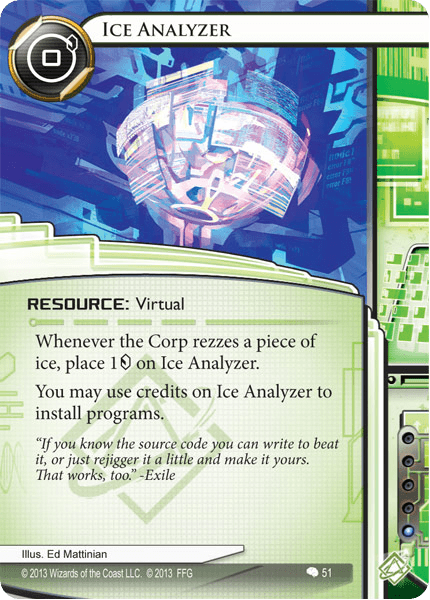 ICE ANALYZER
RESOURCE: Virtual
Whenever the Corp rezzes a piece of
ice, place 1 on Ice Analyzer.
You may use credits on Ice Analyzer to
install programs.
“If you know the source code you can write to beat
it, or just rejigger it a little and make it yours.
That works, too.” -Exile
Illus. Ed Mattinian
© 2013 Wizards of the Coast LLC. © 2013 FFG
51